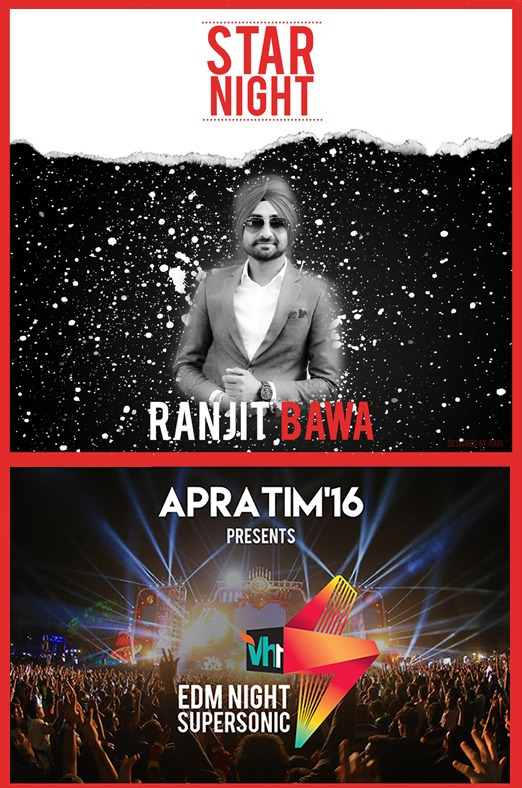 STAR
NIGHT
RANJIT BAWA
APRATIM'16
PRESENTS
vh1
EDM NIGHT
SUPERSONIC